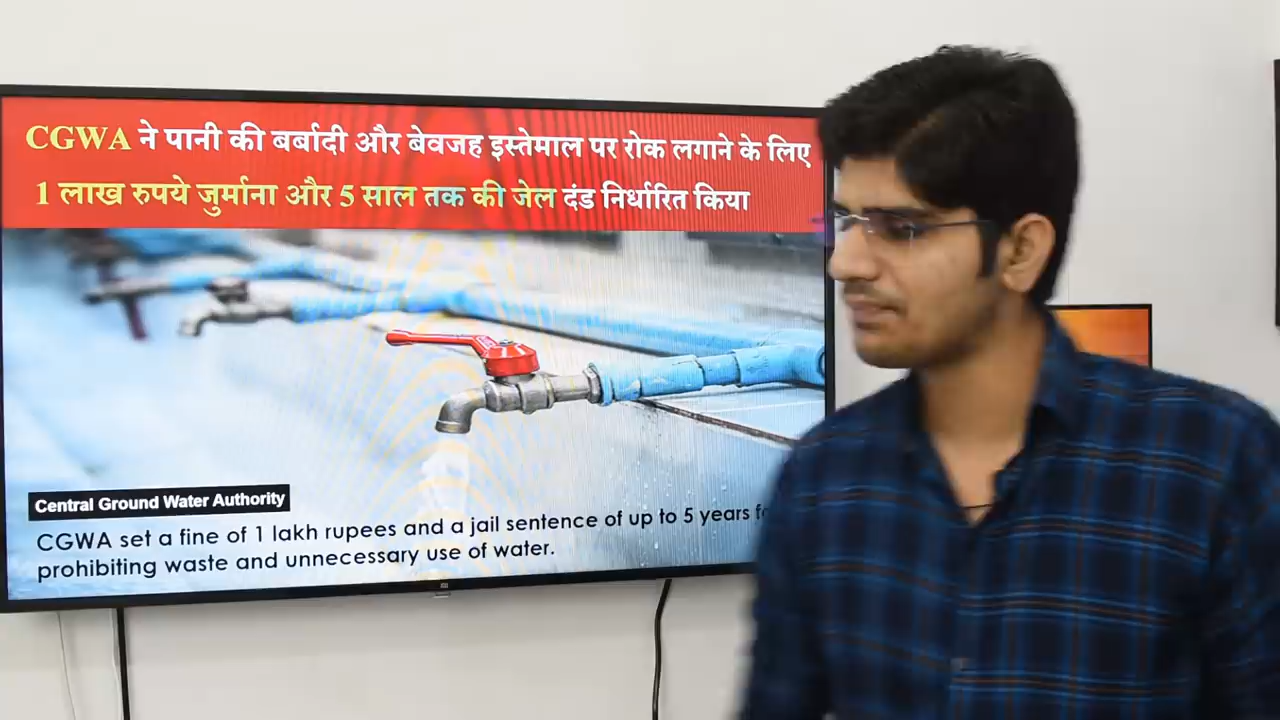 CGWA ने पानी की बर्बादी और बेवजह इस्तेमाल पर रोक लगाने के लिए
1 लाख रुपये जुर्माना और 5 साल तक की जेल दंड निर्धारित किया
Central Ground Water Authority
CGWA set a fine of 1 lakh rupees and a jail sentence of up to 5 years
prohibiting waste and unnecessary use of water.